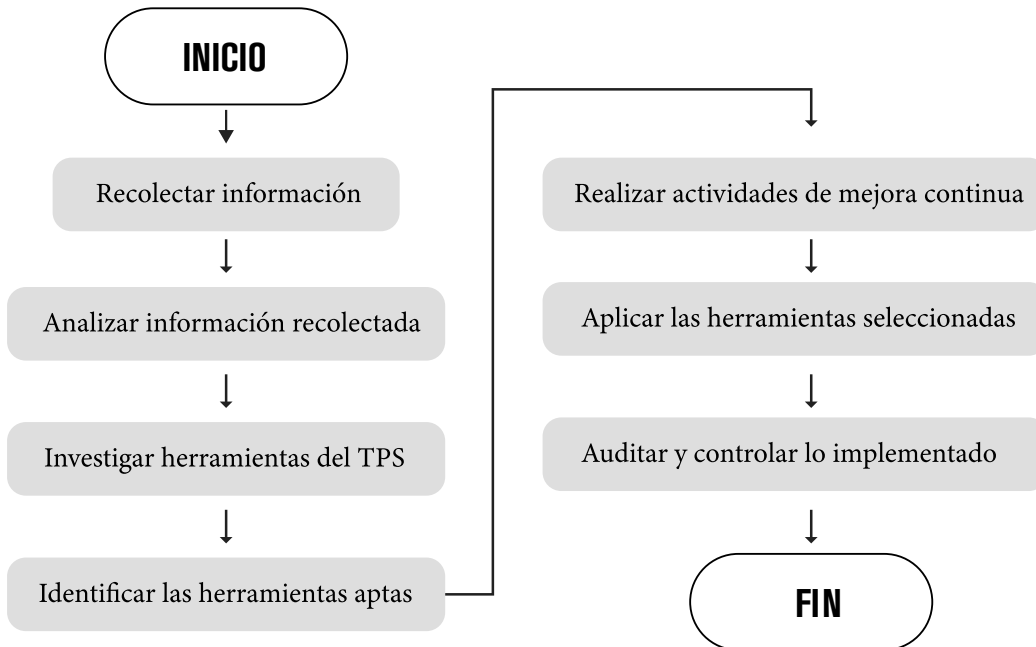 INICIO
Recolectar información
Analizar información recolectada
Investigar herramientas del TPS
Identificar las herramientas aptas
Realizar actividades de mejora continua
Aplicar las herramientas seleccionadas
Auditar y controlar lo implementado
FIN